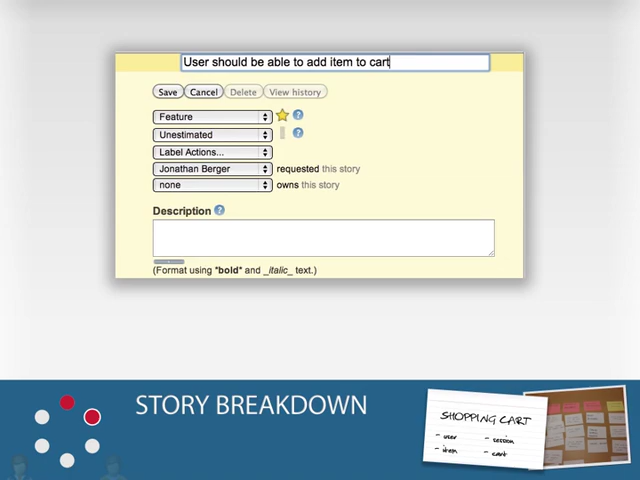 User should be able to add item to cart
Save Cancel Delete View history
Feature
Unestimated
Label Actions...
Jonathan Berger requested this story
none owns this story
Description
(Format using *bold* and _italic_ text.)
STORY BREAKDOWN
SHOPPING CART
- user - session
- item - cart